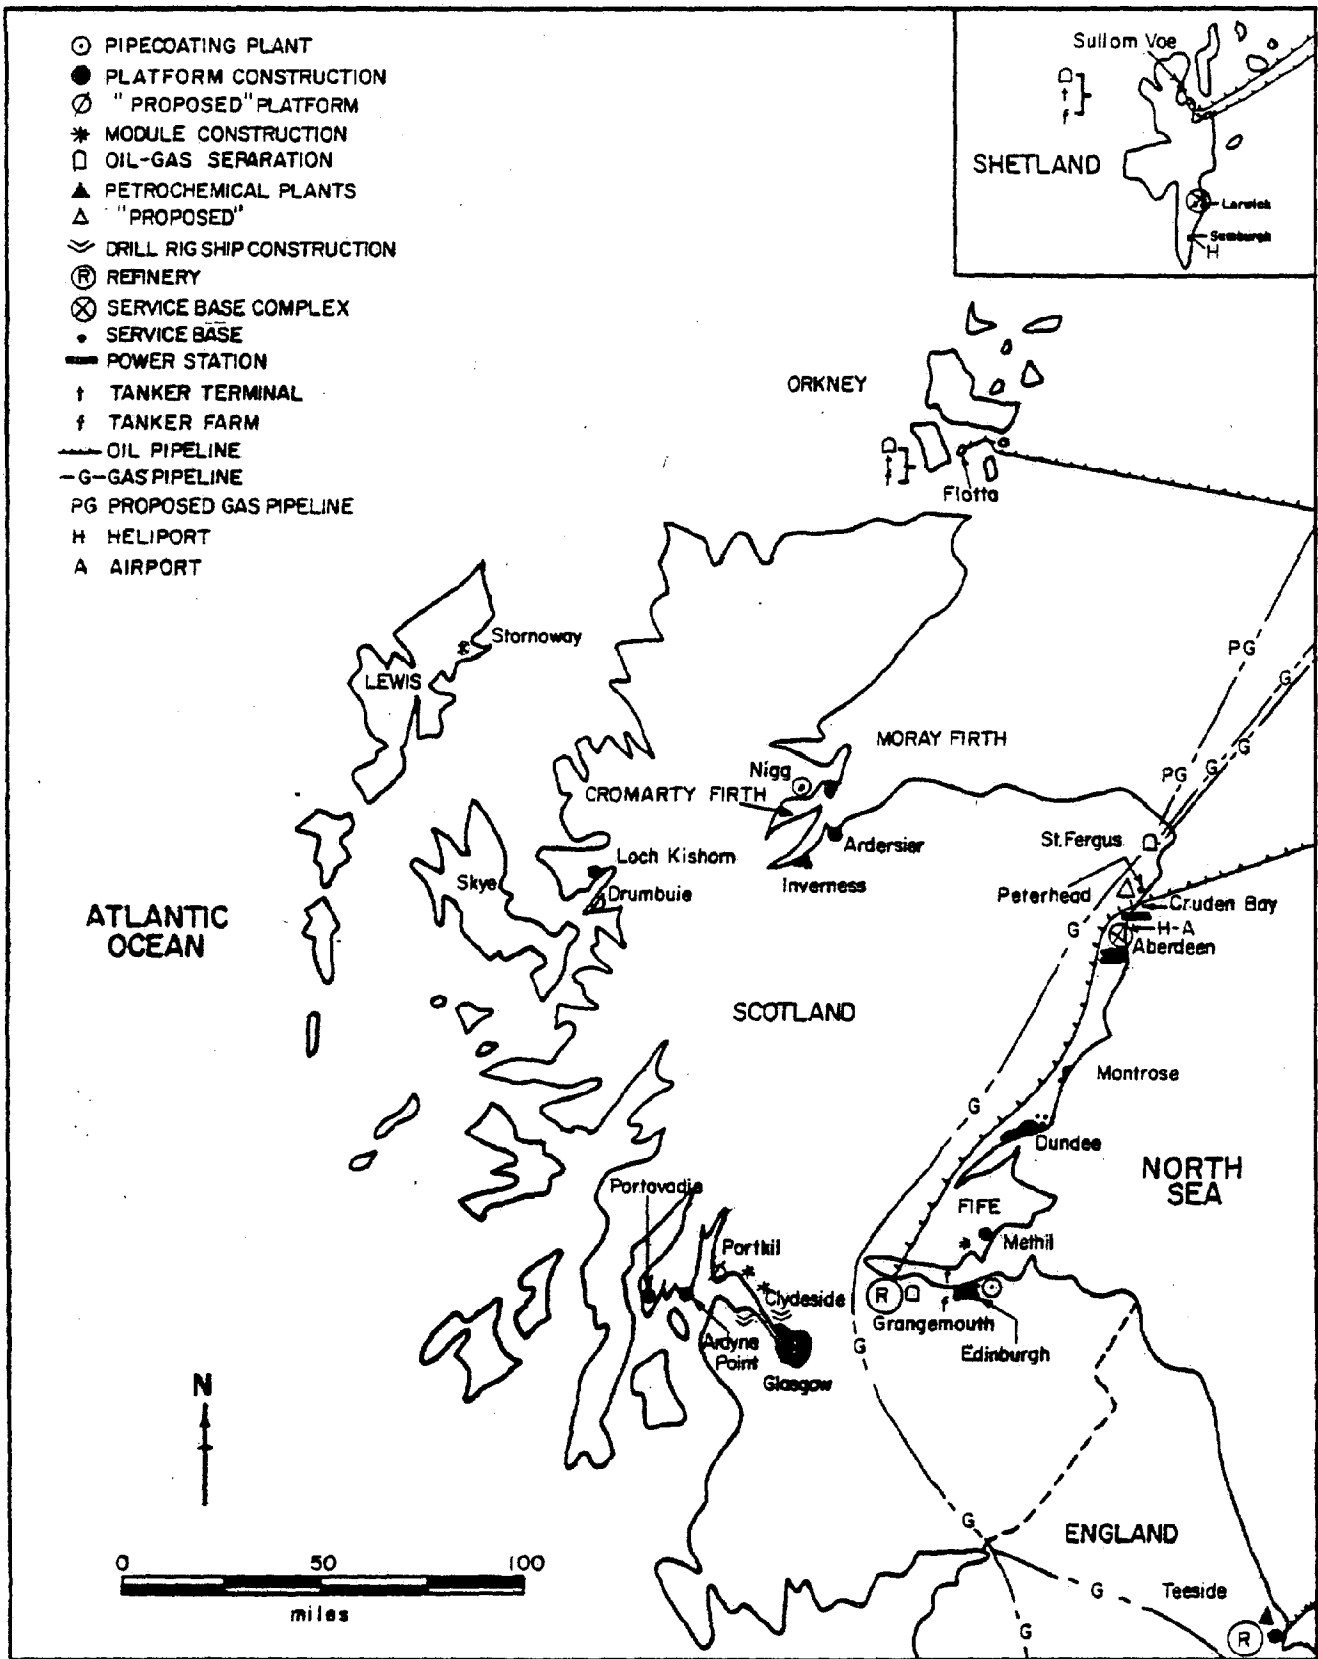 PIPECOATING PLANT
PLATFORM CONSTRUCTION
"PROPOSED" PLATFORM
MODULE CONSTRUCTION
OIL-GAS SEPARATION
PETROCHEMICAL PLANTS
"PROPOSED"
DRILL RIG SHIP CONSTRUCTION
R REFINERY
SERVICE BASE COMPLEX
SERVICE BASE
POWER STATION
t TANKER TERMINAL
f TANKER FARM
OIL PIPELINE
-G-GAS PIPELINE
PG PROPOSED GAS PIPELINE
H HELIPORT
A AIRPORT
Sullom Voe
t
f
SHETLAND
Lerwick
Sumburgh
H
ORKNEY
t
f
Flotta
Stornoway
LEWIS
PG
G
MORAY FIRTH
G
Nigg
PG
G
CROMARTY FIRTH
St. Fergus
Ardersier
Loch Kishorn
Inverness
Skye
Drumbuie
Peterhead
Cruden Bay
ATLANTIC
OCEAN
G
H-A
Aberdeen
SCOTLAND
Montrose
G
Dundee
NORTH
SEA
Portavadie
FIFE
Methil
Portkil
Clydeside
R
f
Grangemouth
Ardyne
Point
G
Edinburgh
Glasgow
N
G
ENGLAND
0 50 100
miles
G
Teeside
G
R